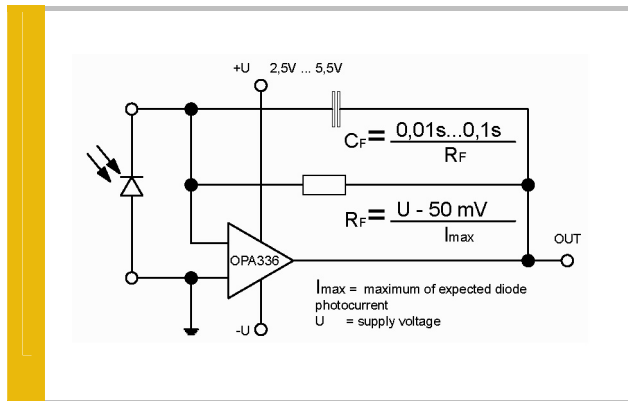 +U 2,5V ... 5,5V
CF = 0,01s...0,1s
RF
RF = U - 50 mV
Imax
OUT
OPA336
Imax = maximum of expected diode
photocurrent
U = supply voltage
-U